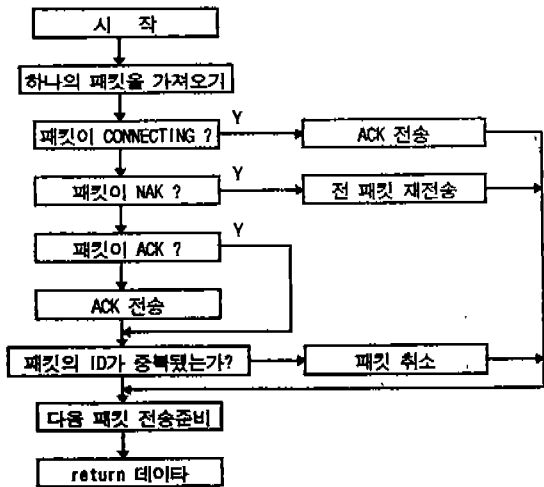 시 작
하나의 패킷을 가져오기
패킷이 CONNECTING ?
Y
ACK 전송
패킷이 NAK ?
Y
전 패킷 재전송
패킷이 ACK ?
Y
ACK 전송
패킷의 ID가 중복됐는가?
패킷 취소
다음 패킷 전송준비
return 데이타